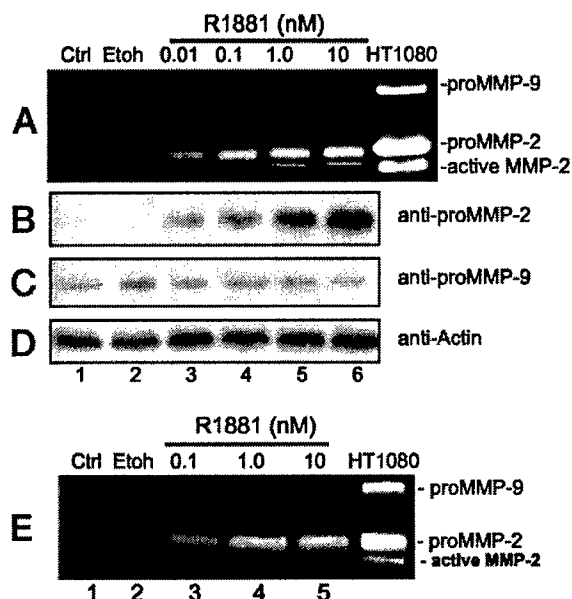 R1881 (nM)
Ctrl Etoh 0.01 0.1 1.0 10 HT1080
A
-proMMP-9
-proMMP-2
-active MMP-2
B
anti-proMMP-2
C
anti-proMMP-9
D
anti-Actin
1 2 3 4 5 6
R1881 (nM)
Ctrl Etoh 0.1 1.0 10 HT1080
E
- proMMP-9
- proMMP-2
- active MMP-2
1 2 3 4 5